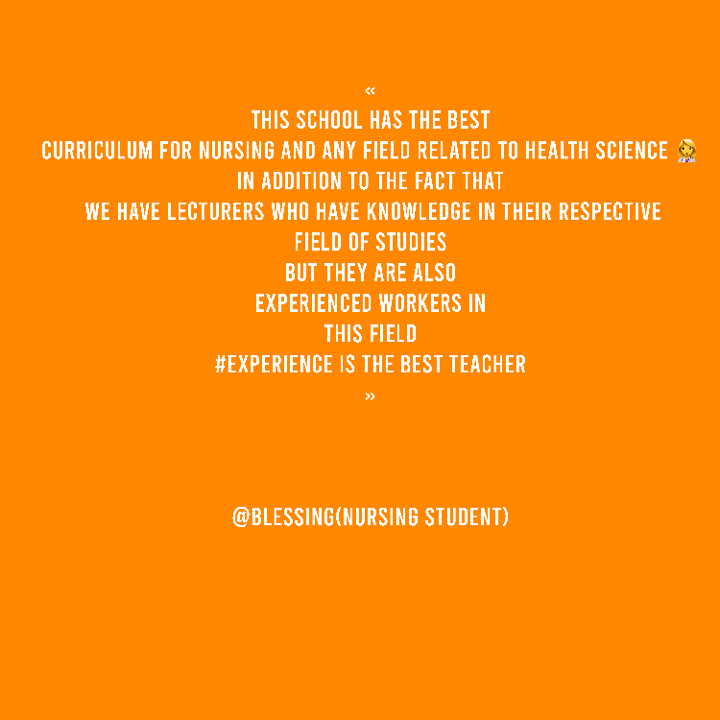 «
THIS SCHOOL HAS THE BEST
CURRICULUM FOR NURSING AND ANY FIELD RELATED TO HEALTH SCIENCE 👩‍⚕️
IN ADDITION TO THE FACT THAT
WE HAVE LECTURERS WHO HAVE KNOWLEDGE IN THEIR RESPECTIVE
FIELD OF STUDIES
BUT THEY ARE ALSO
EXPERIENCED WORKERS IN
THIS FIELD
#EXPERIENCE IS THE BEST TEACHER
»
@BLESSING(NURSING STUDENT)